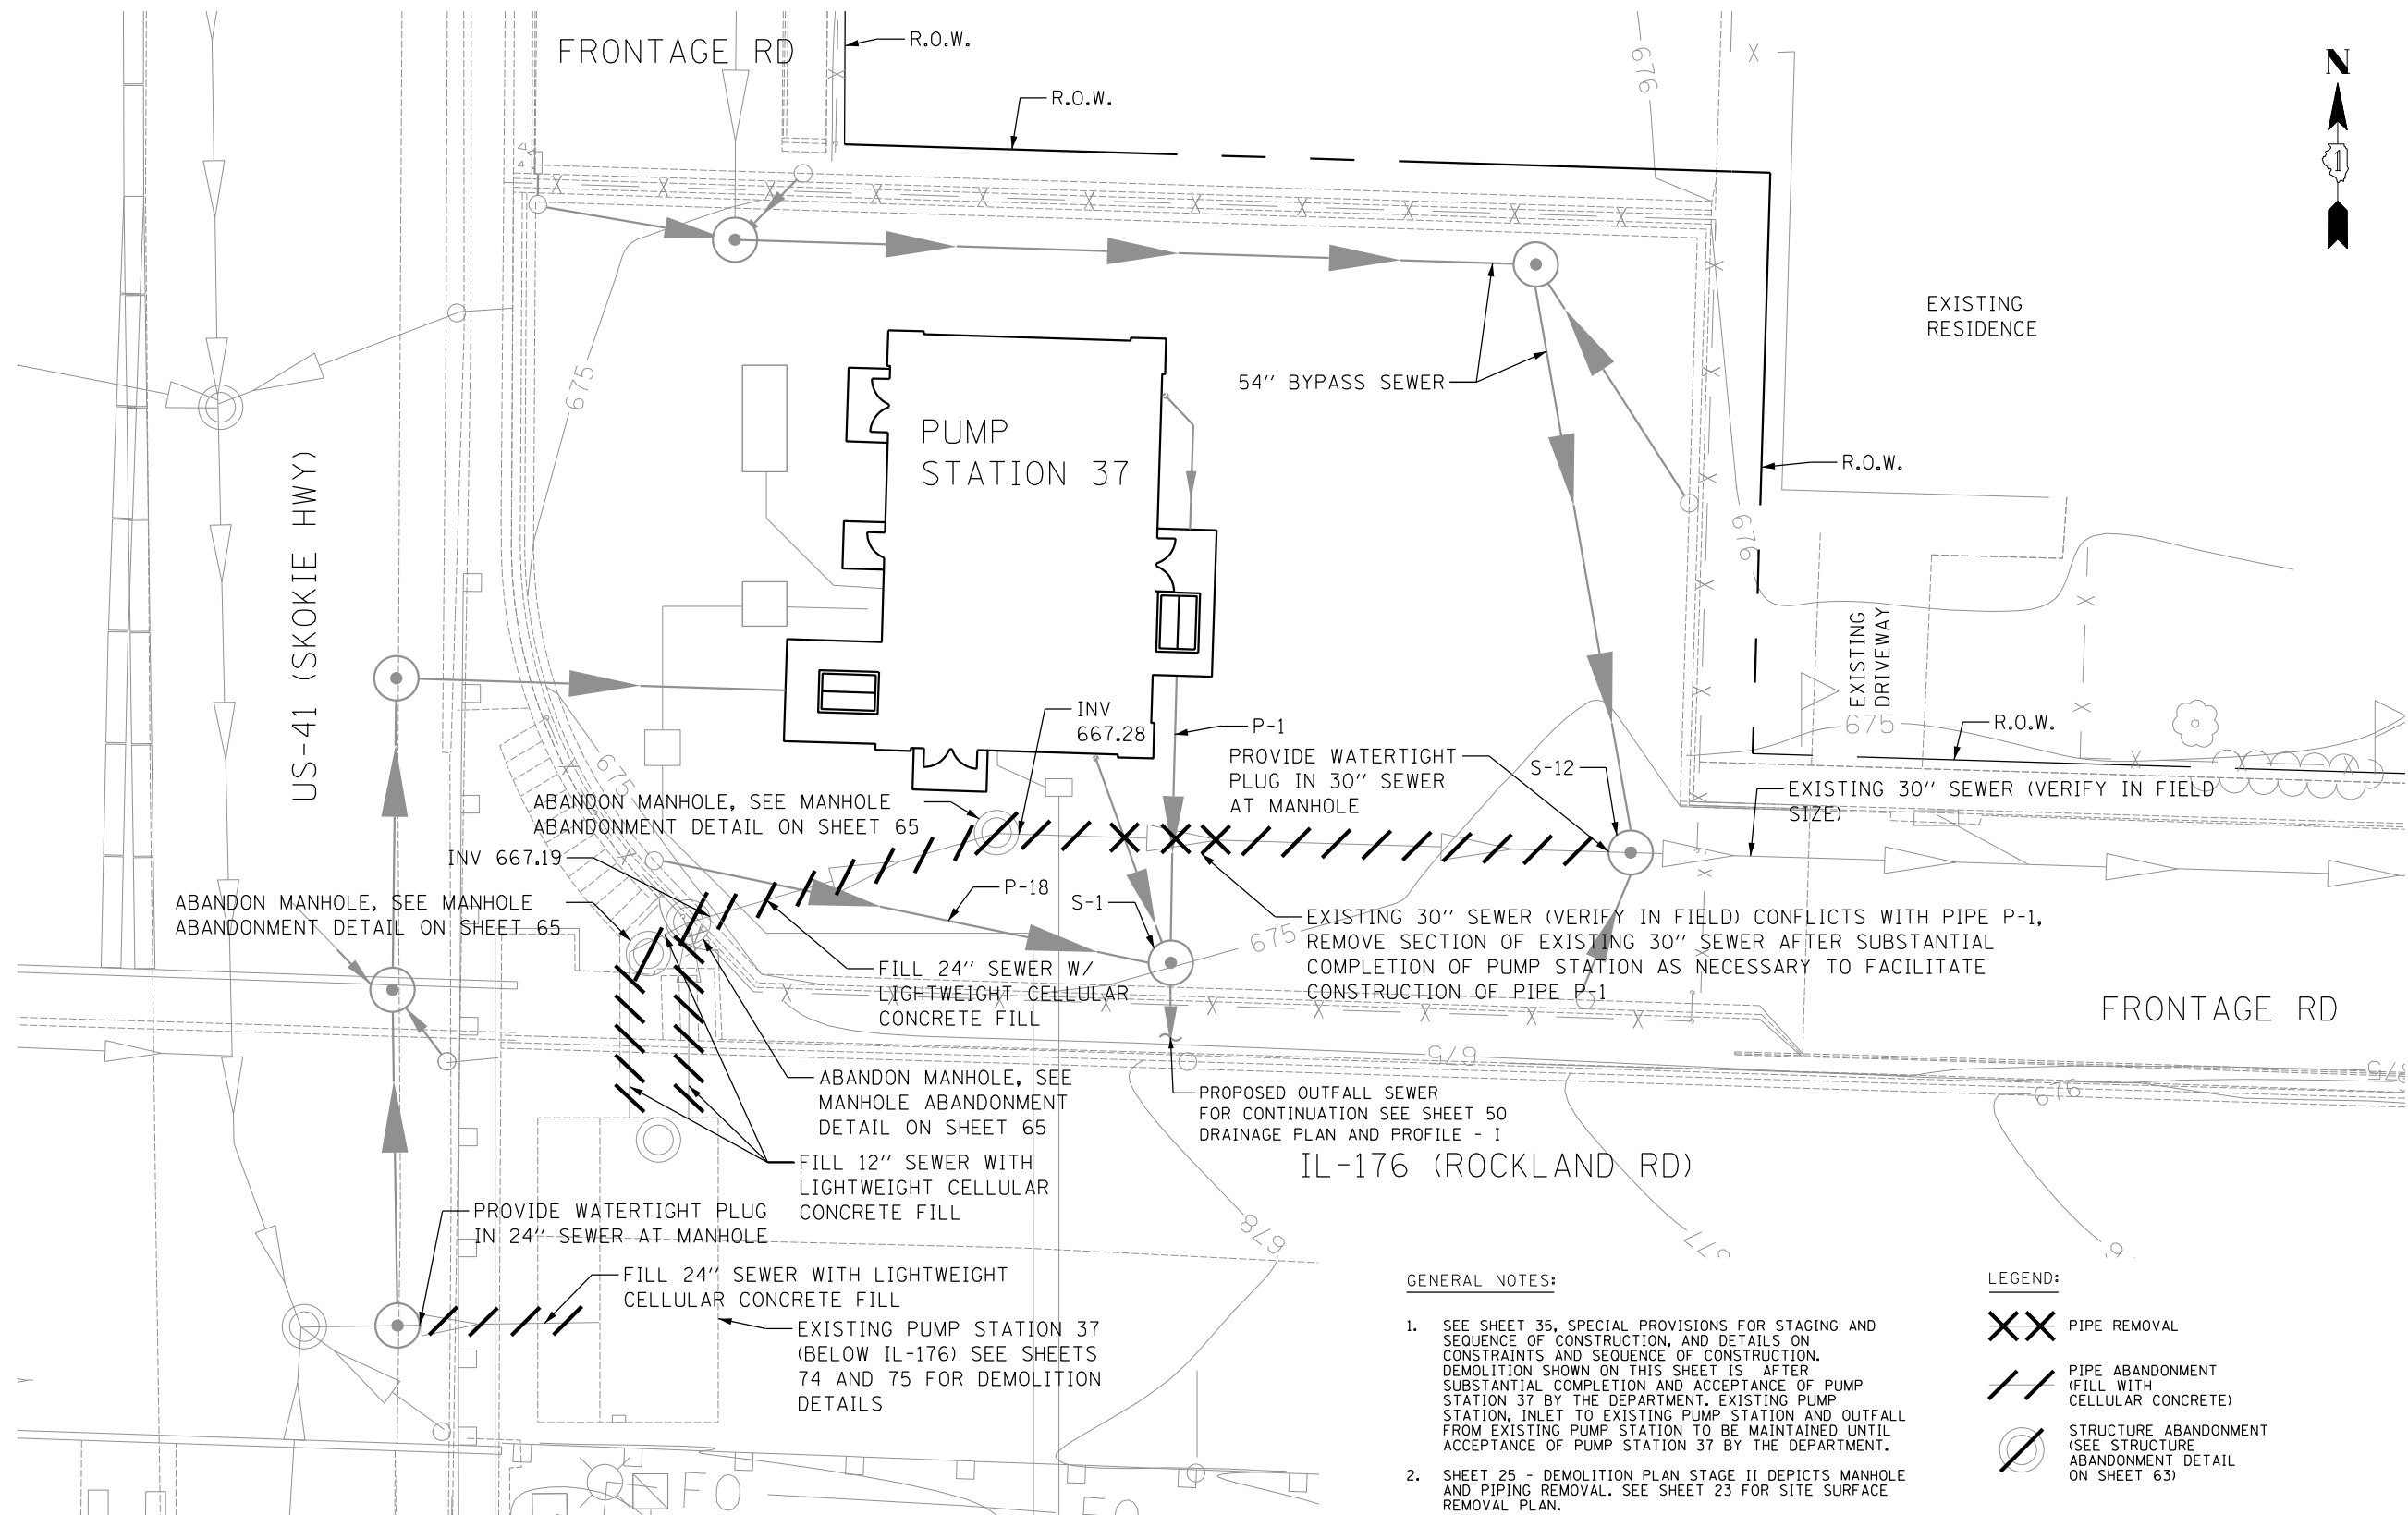 FRONTAGE RD
R.O.W.
R.O.W.
676
N
1
EXISTING
RESIDENCE
54" BYPASS SEWER
675
PUMP
STATION 37
US-41 (SKOKIE HWY)
R.O.W.
676
EXISTING
DRIVEWAY
675
R.O.W.
INV
667.28
P-1
PROVIDE WATERTIGHT
PLUG IN 30" SEWER
AT MANHOLE
S-12
675
ABANDON MANHOLE, SEE MANHOLE
ABANDONMENT DETAIL ON SHEET 65
EXISTING 30" SEWER (VERIFY IN FIELD
SIZE)
INV 667.19
P-18
S-1
ABANDON MANHOLE, SEE MANHOLE
ABANDONMENT DETAIL ON SHEET 65
675
EXISTING 30" SEWER (VERIFY IN FIELD) CONFLICTS WITH PIPE P-1,
REMOVE SECTION OF EXISTING 30" SEWER AFTER SUBSTANTIAL
COMPLETION OF PUMP STATION AS NECESSARY TO FACILITATE
CONSTRUCTION OF PIPE P-1
FILL 24" SEWER W/
LIGHTWEIGHT CELLULAR
CONCRETE FILL
FRONTAGE RD
ABANDON MANHOLE, SEE
MANHOLE ABANDONMENT
DETAIL ON SHEET 65
PROPOSED OUTFALL SEWER
FOR CONTINUATION SEE SHEET 50
DRAINAGE PLAN AND PROFILE - I
676
IL-176 (ROCKLAND RD)
FILL 12" SEWER WITH
LIGHTWEIGHT CELLULAR
CONCRETE FILL
PROVIDE WATERTIGHT PLUG
IN 24" SEWER AT MANHOLE
678
677
FILL 24" SEWER WITH LIGHTWEIGHT
CELLULAR CONCRETE FILL
EXISTING PUMP STATION 37
(BELOW IL-176) SEE SHEETS
74 AND 75 FOR DEMOLITION
DETAILS
FO
GENERAL NOTES:
1. SEE SHEET 35, SPECIAL PROVISIONS FOR STAGING AND
SEQUENCE OF CONSTRUCTION, AND DETAILS ON
CONSTRAINTS AND SEQUENCE OF CONSTRUCTION.
DEMOLITION SHOWN ON THIS SHEET IS AFTER
SUBSTANTIAL COMPLETION AND ACCEPTANCE OF PUMP
STATION 37 BY THE DEPARTMENT. EXISTING PUMP
STATION, INLET TO EXISTING PUMP STATION AND OUTFALL
FROM EXISTING PUMP STATION TO BE MAINTAINED UNTIL
ACCEPTANCE OF PUMP STATION 37 BY THE DEPARTMENT.
2. SHEET 25 - DEMOLITION PLAN STAGE II DEPICTS MANHOLE
AND PIPING REMOVAL. SEE SHEET 23 FOR SITE SURFACE
REMOVAL PLAN.
LEGEND:
PIPE REMOVAL
PIPE ABANDONMENT
(FILL WITH
CELLULAR CONCRETE)
STRUCTURE ABANDONMENT
(SEE STRUCTURE
ABANDONMENT DETAIL
ON SHEET 63)